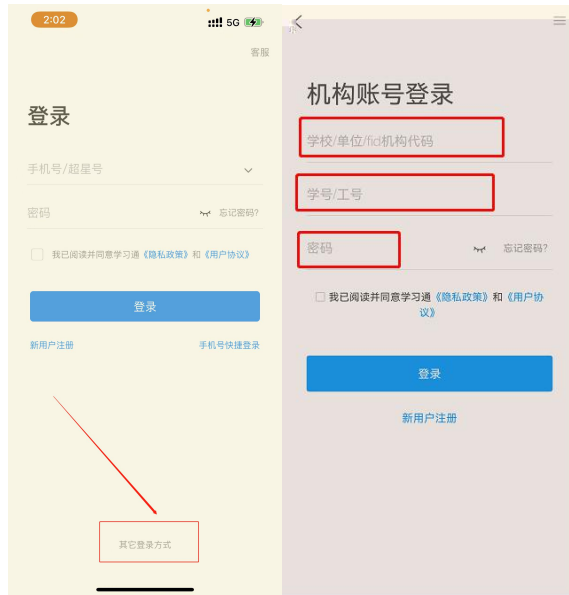 2:02
5G
客服
登录
手机号/超星号
密码
忘记密码?
我已阅读并同意学习通《隐私政策》和《用户协议》
登录
新用户注册
手机号快捷登录
其它登录方式
机构账号登录
学校/单位/fid机构代码
学号/工号
密码
忘记密码?
我已阅读并同意学习通《隐私政策》和《用户协
议》
登录
新用户注册